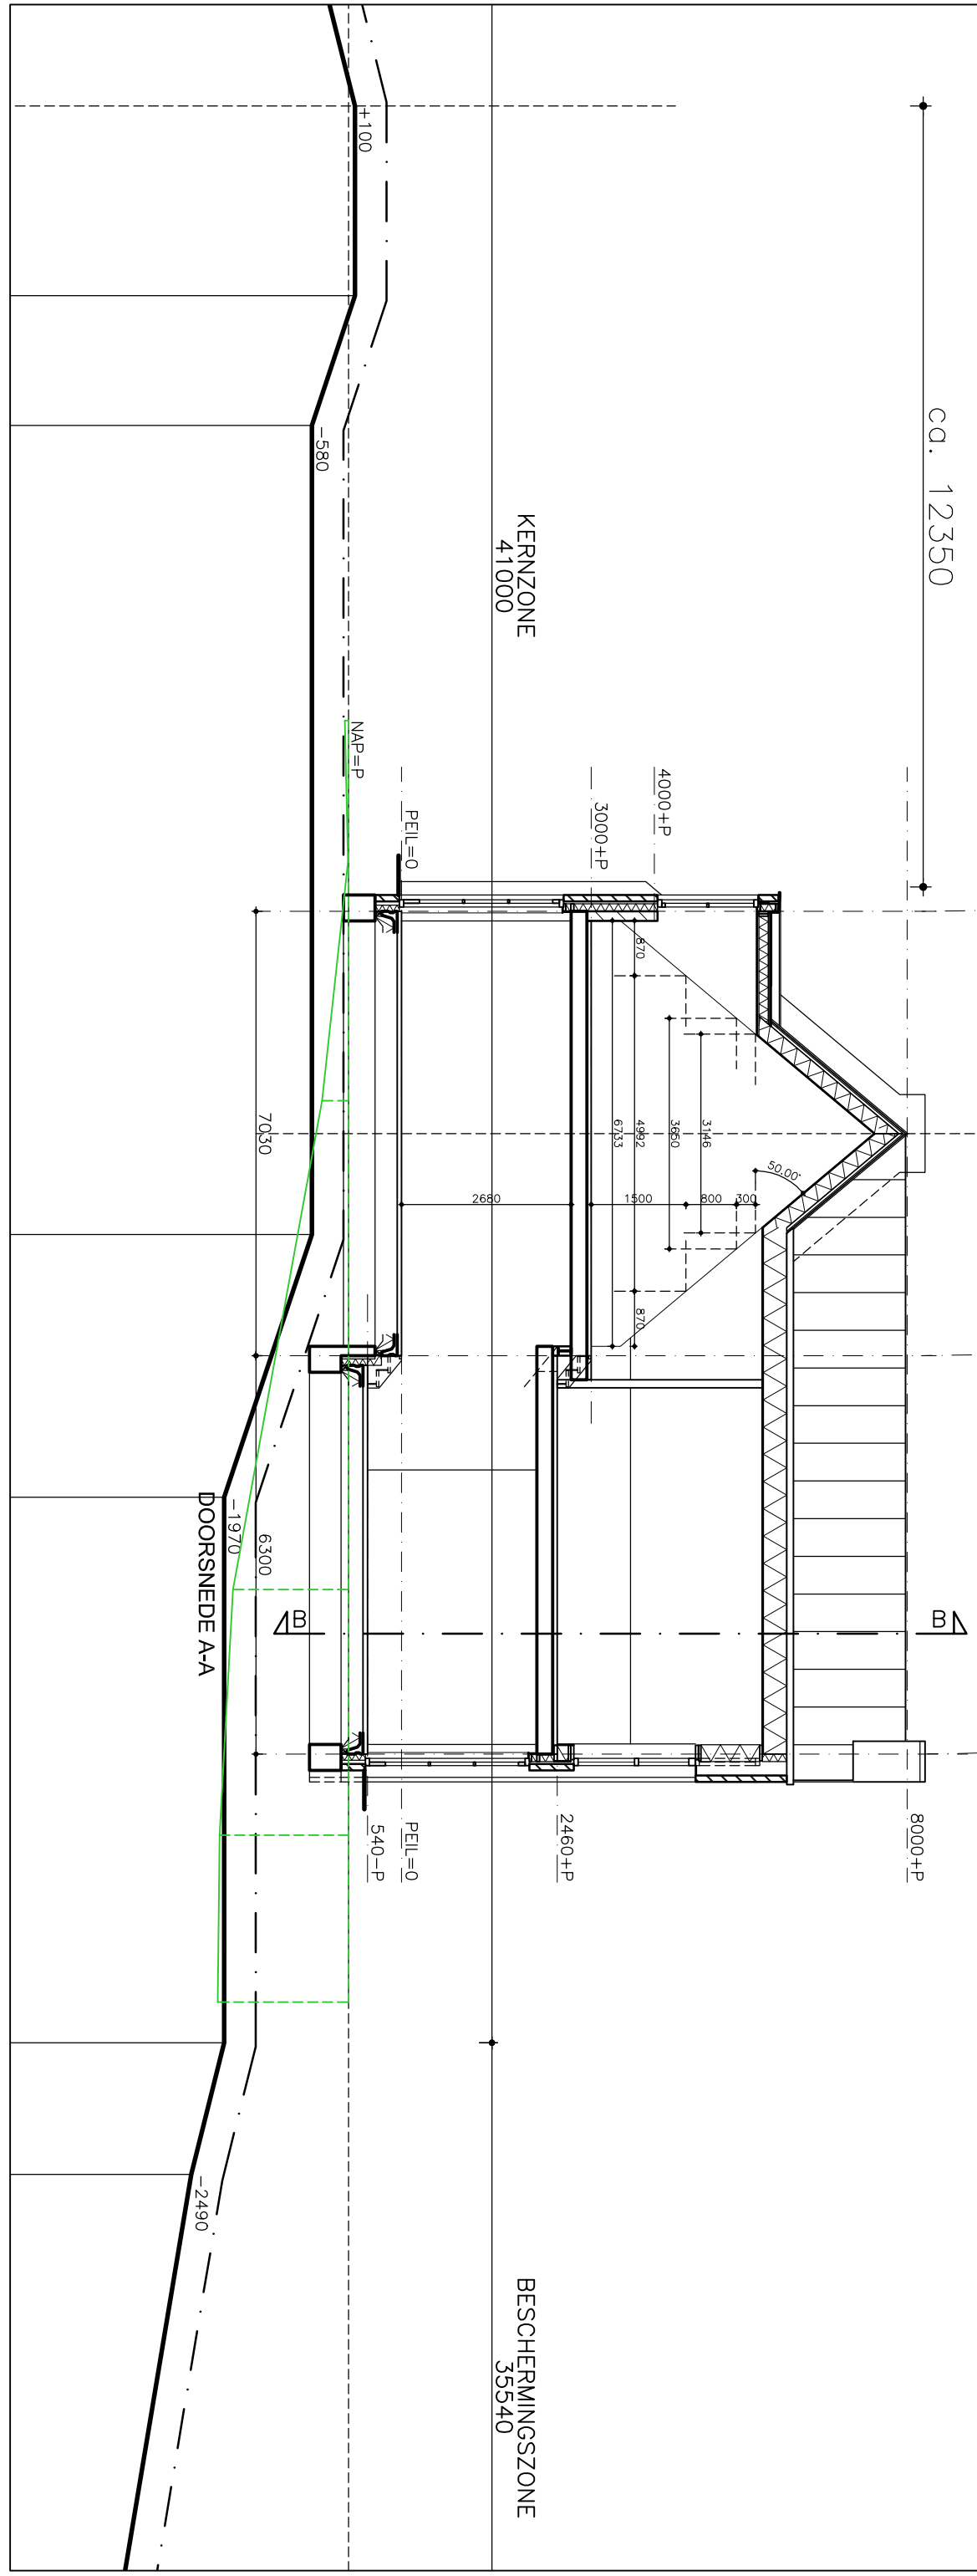 ca. 12350
8000+P
B
B
4000+P
3000+P
PEIL=0
870
4992
870
6733
3650
3146
50.00°
2680
1500
800
300
KERNZONE
41000
BESCHERMINGSZONE
35540
2460+P
PEIL=0
540-P
NAP=P
+100
-580
7030
6300
-1970
-2490
DOORSNEDE A-A